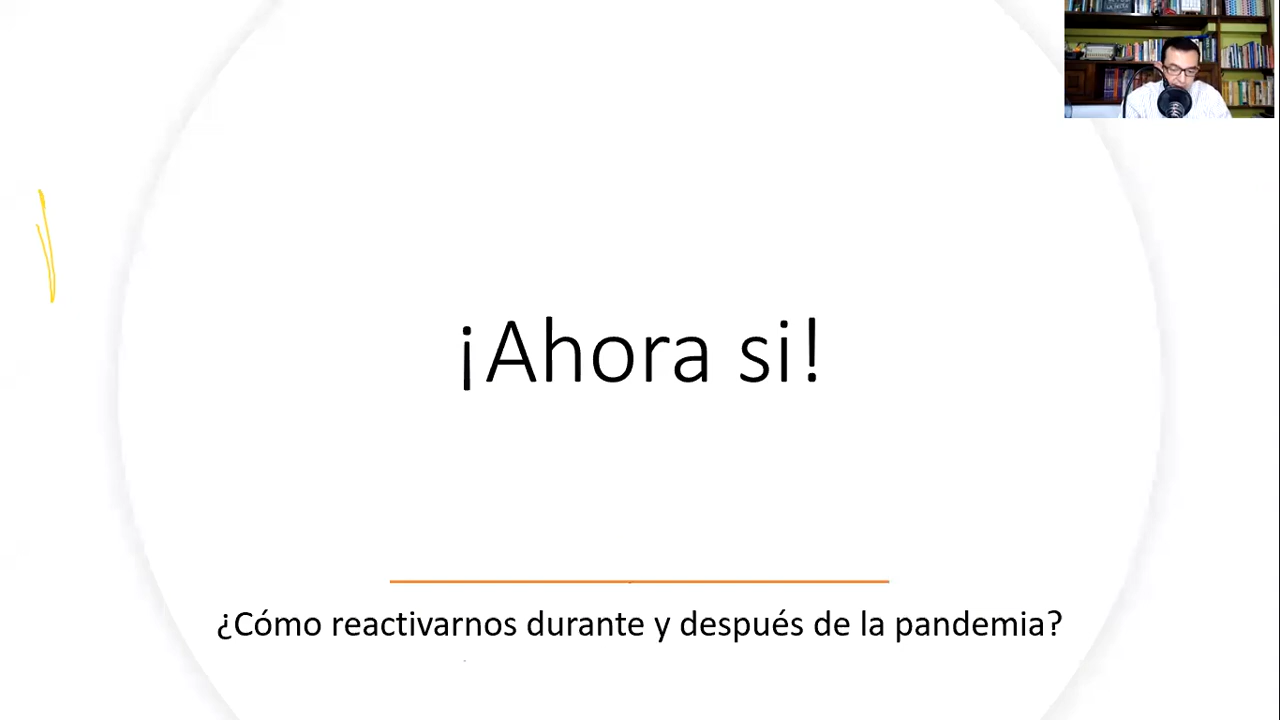 ¡Ahora si!
¿Cómo reactivarnos durante y después de la pandemia?